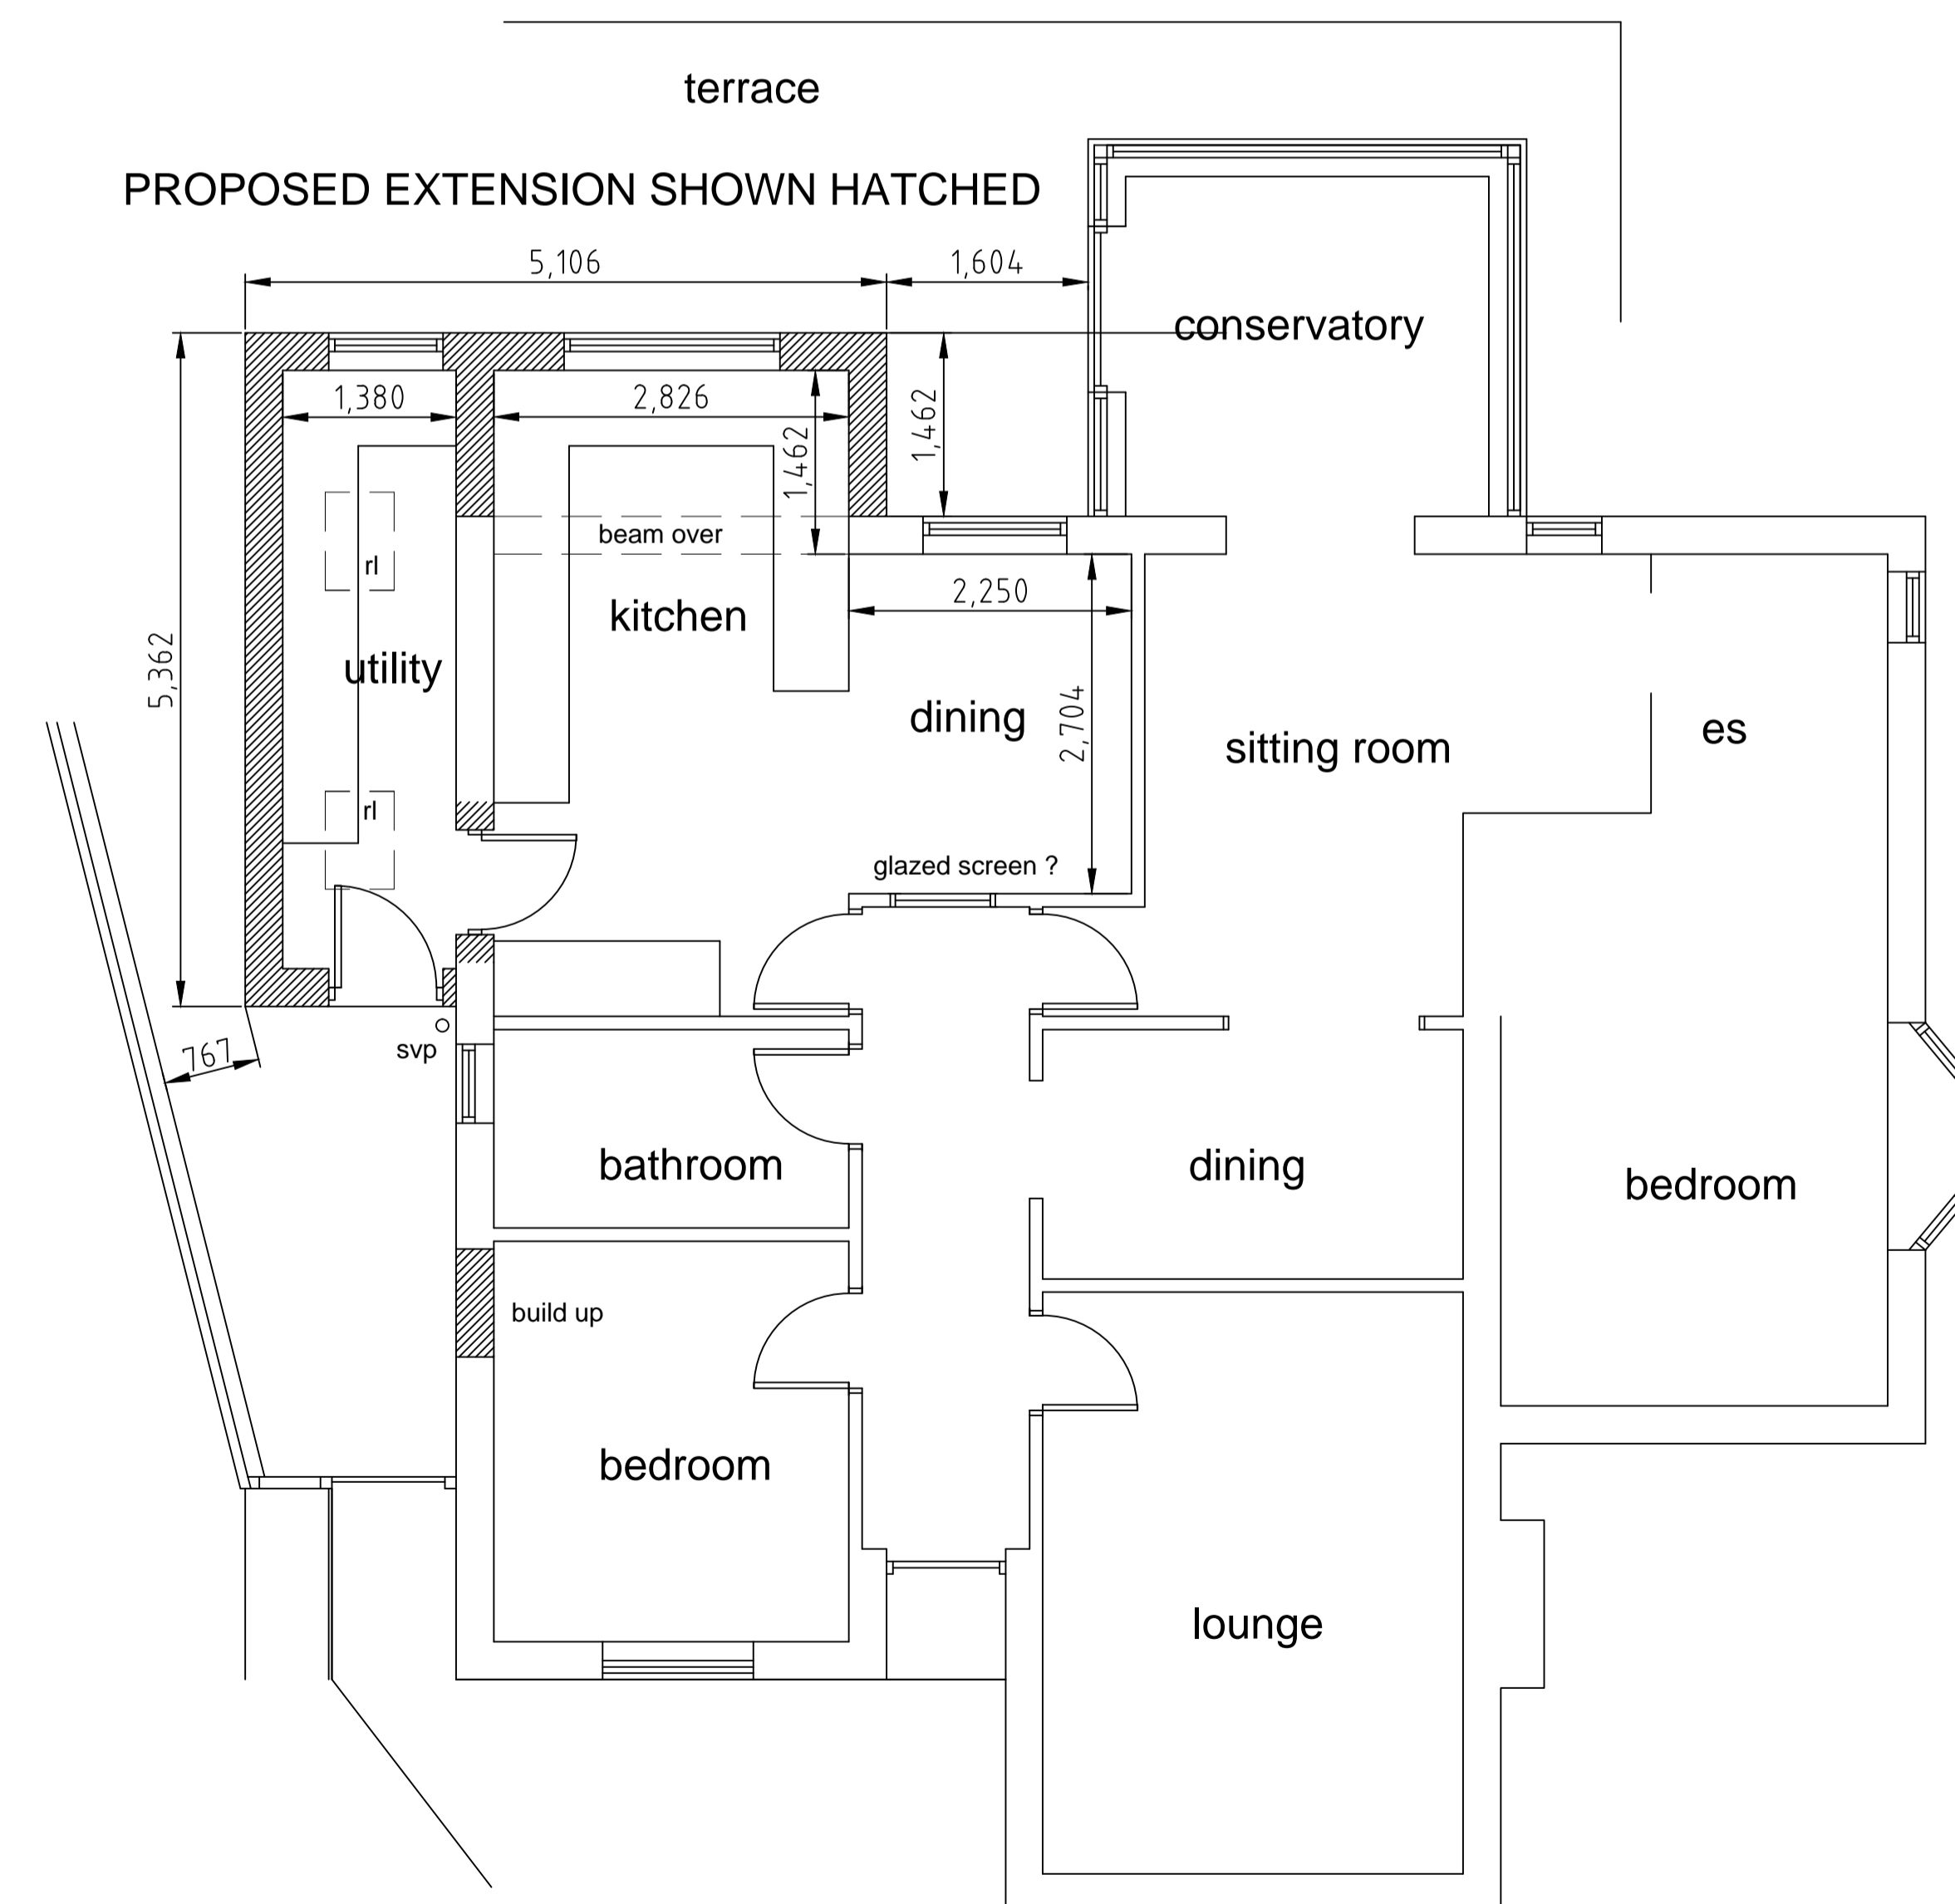 terrace
PROPOSED EXTENSION SHOWN HATCHED
5,106
1,604
conservatory
1,380
2,826
1,462
1,462
beam over
rl
2,250
kitchen
5,362
utility
dining
2,704
sitting room
es
rl
glazed screen ?
767
svp
bathroom
dining
bedroom
build up
bedroom
lounge